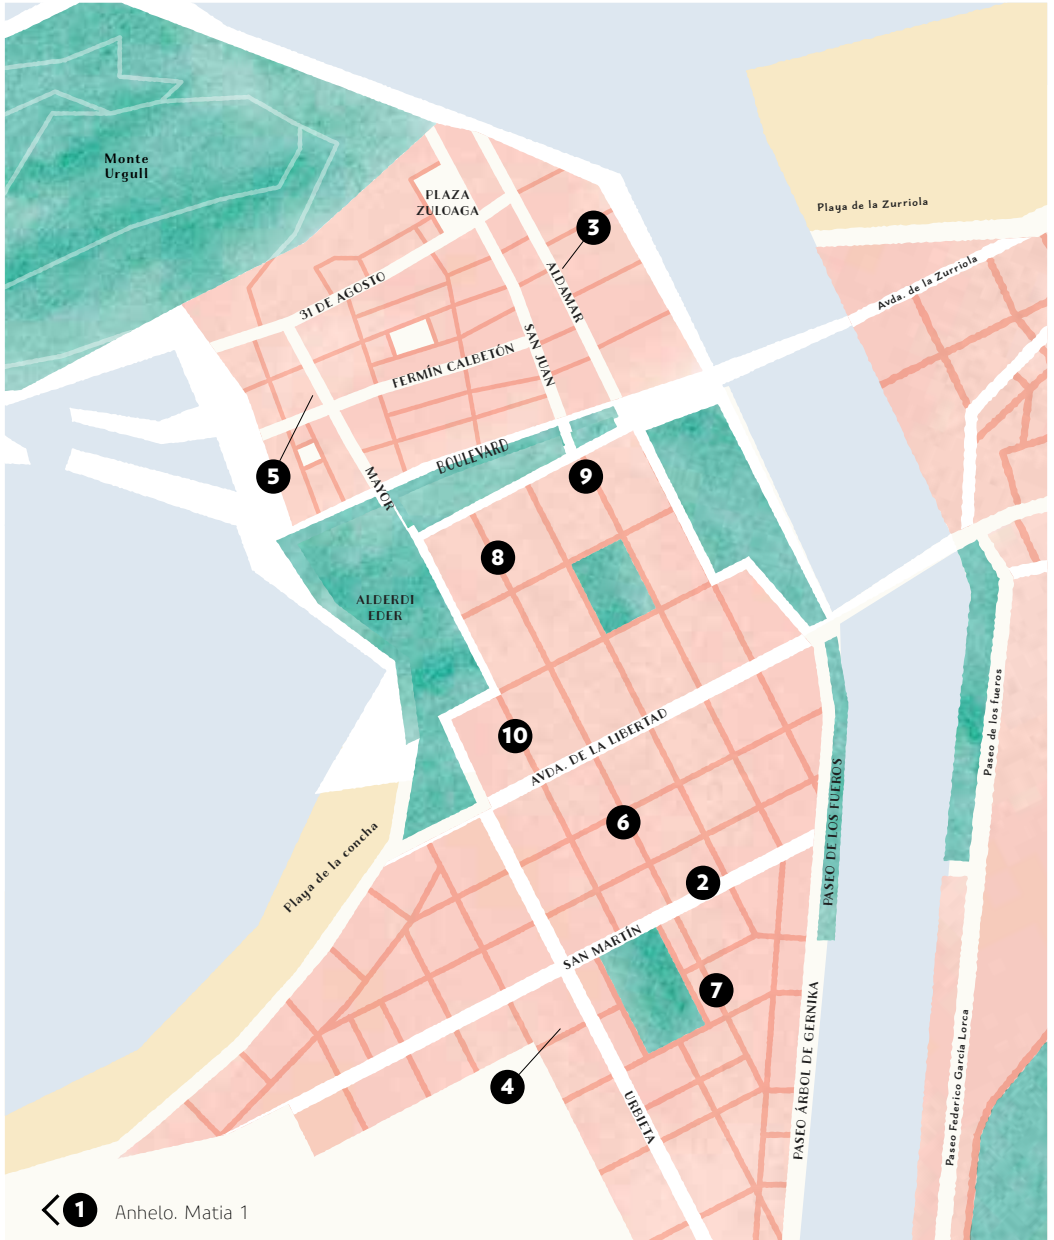 Monte
Urgull
PLAZA
ZULOAGA
Playa de la Zurriola
3
ALDAMAR
Avda. de la Zurriola
31 DE AGOSTO
SAN JUAN
FERMÍN CALBETÓN
BOULEVARD
5
MAYOR
9
8
ALDERDI
EDER
Paseo de los fueros
10
AVDA. DE LA LIBERTAD
PASEO DE LOS FUEROS
6
Playa de la concha
2
SAN MARTÍN
7
PASEO ÁRBOL DE GERNIKA
Paseo Federico García Lorca
4
URBIETA
1 Anhelo. Matia 1